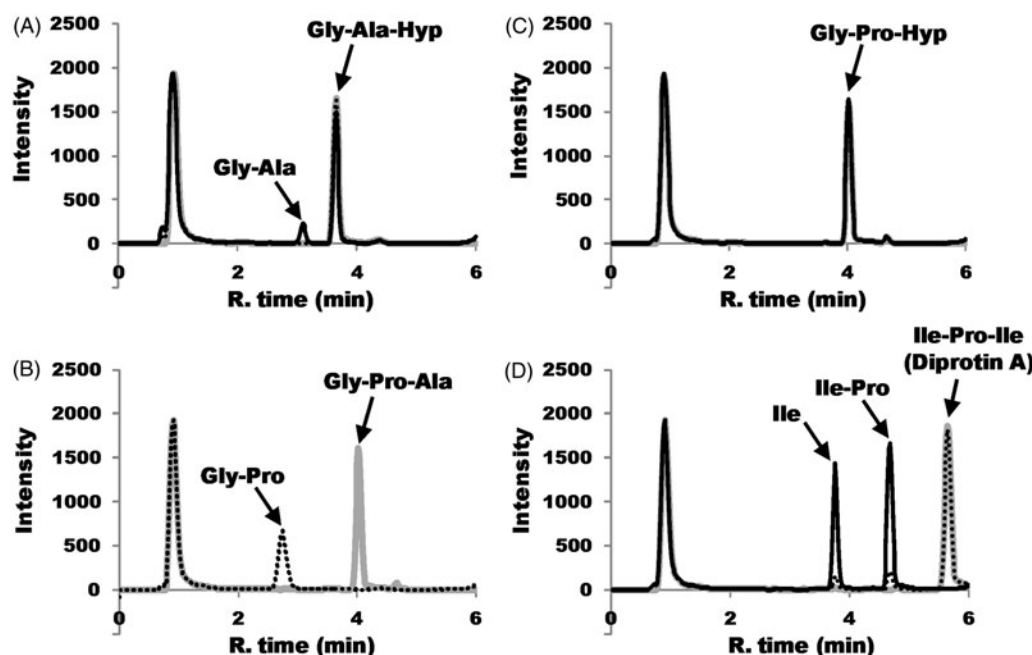 (A)
Intensity
2500
2000
1500
1000
500
0
Gly-Ala-Hyp
Gly-Ala
0 2 4 6
R. time (min)
(C)
Intensity
2500
2000
1500
1000
500
0
Gly-Pro-Hyp
0 2 4 6
R. time (min)
(B)
Intensity
2500
2000
1500
1000
500
0
Gly-Pro-Ala
Gly-Pro
0 2 4 6
R. time (min)
(D)
Intensity
2500
2000
1500
1000
500
0
Ile-Pro-Ile
(Diprotin A)
Ile-Pro
Ile
0 2 4 6
R. time (min)